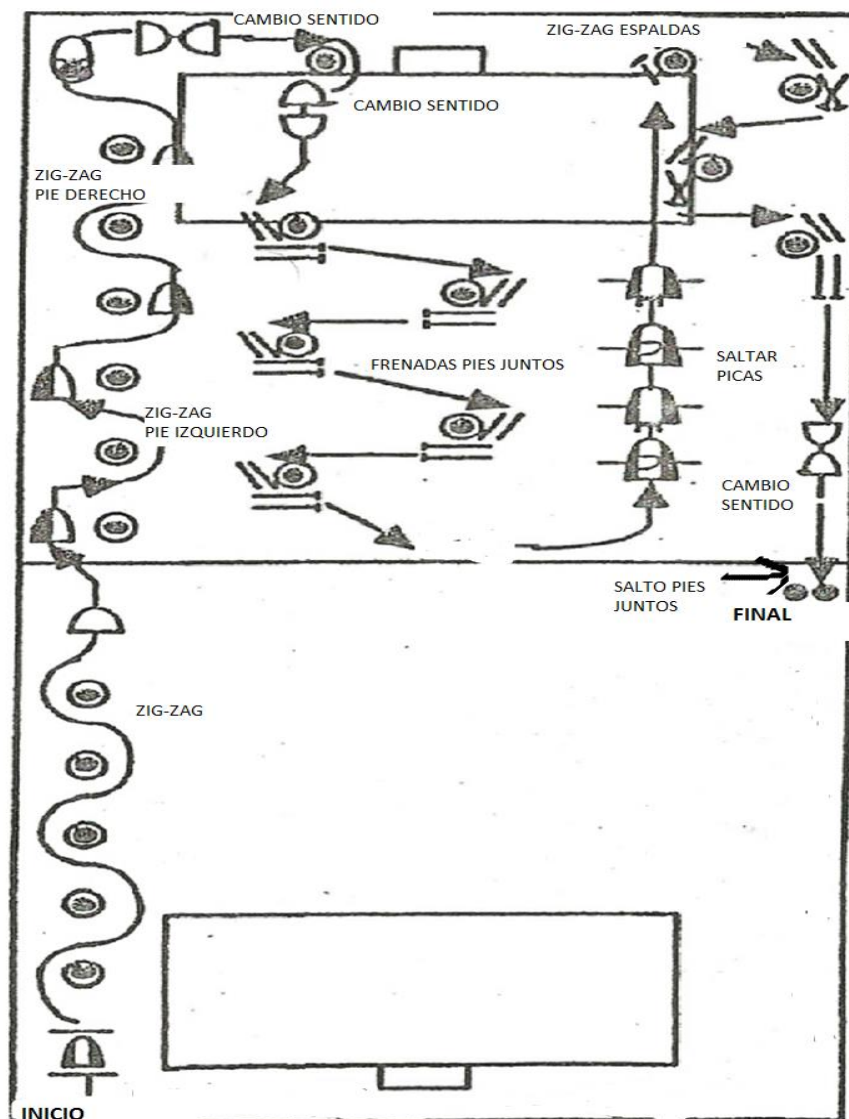 CAMBIO SENTIDO
ZIG-ZAG ESPALDAS
CAMBIO SENTIDO
ZIG-ZAG
PIE DERECHO
FRENADAS PIES JUNTOS
SALTAR
PICAS
ZIG-ZAG
PIE IZQUIERDO
CAMBIO
SENTIDO
SALTO PIES
JUNTOS
FINAL
ZIG-ZAG
INICIO